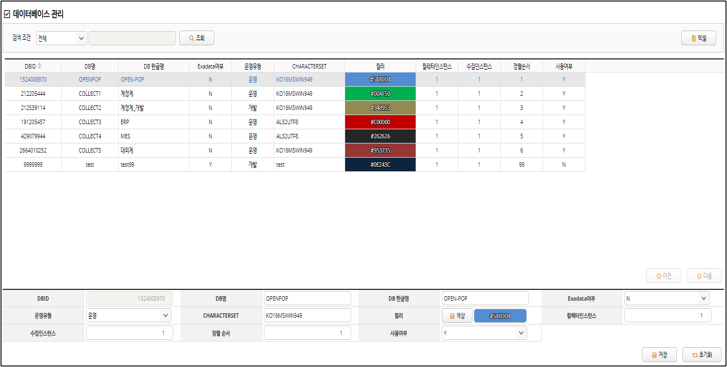 데이터베이스 관리
검색 조건 전체 조회 엑셀
DBID DB명 DB 한글명 Exadata여부 운영유형 CHARACTERSET 컬러 컬렉터인스턴스 수집인스턴스 정렬순서 사용여부
1524008970 OPENPOP OPEN-POP N 운영 KO16MSWIN949 1 1 1 Y
212205444 COLLECT1 계정계 N 운영 KO16MSWIN949 #00AF50 1 1 2 Y
212539114 COLLECT2 계정계_개발 N 개발 KO16MSWIN949 #948953 1 1 3 Y
191205457 COLLECT3 ERP N 운영 AL32UTF8 #C00000 1 1 4 Y
429079944 COLLECT4 MES N 운영 AL32UTF8 #262626 1 1 5 Y
2664010252 COLLECT5 대외계 N 운영 KO16MSWIN949 #953735 1 1 6 Y
9999999 test test99 Y 개발 test #0E243C 1 1 99 N
이전 다음
DBID 1524008970 DB명 OPENPOP DB 한글명 OPEN-POP Exadata여부 N
운영유형 운영 CHARACTERSET KO16MSWIN949 컬러 색상 컬렉터인스턴스 1
수집인스턴스 1 정렬 순서 1 사용여부 Y
저장 초기화